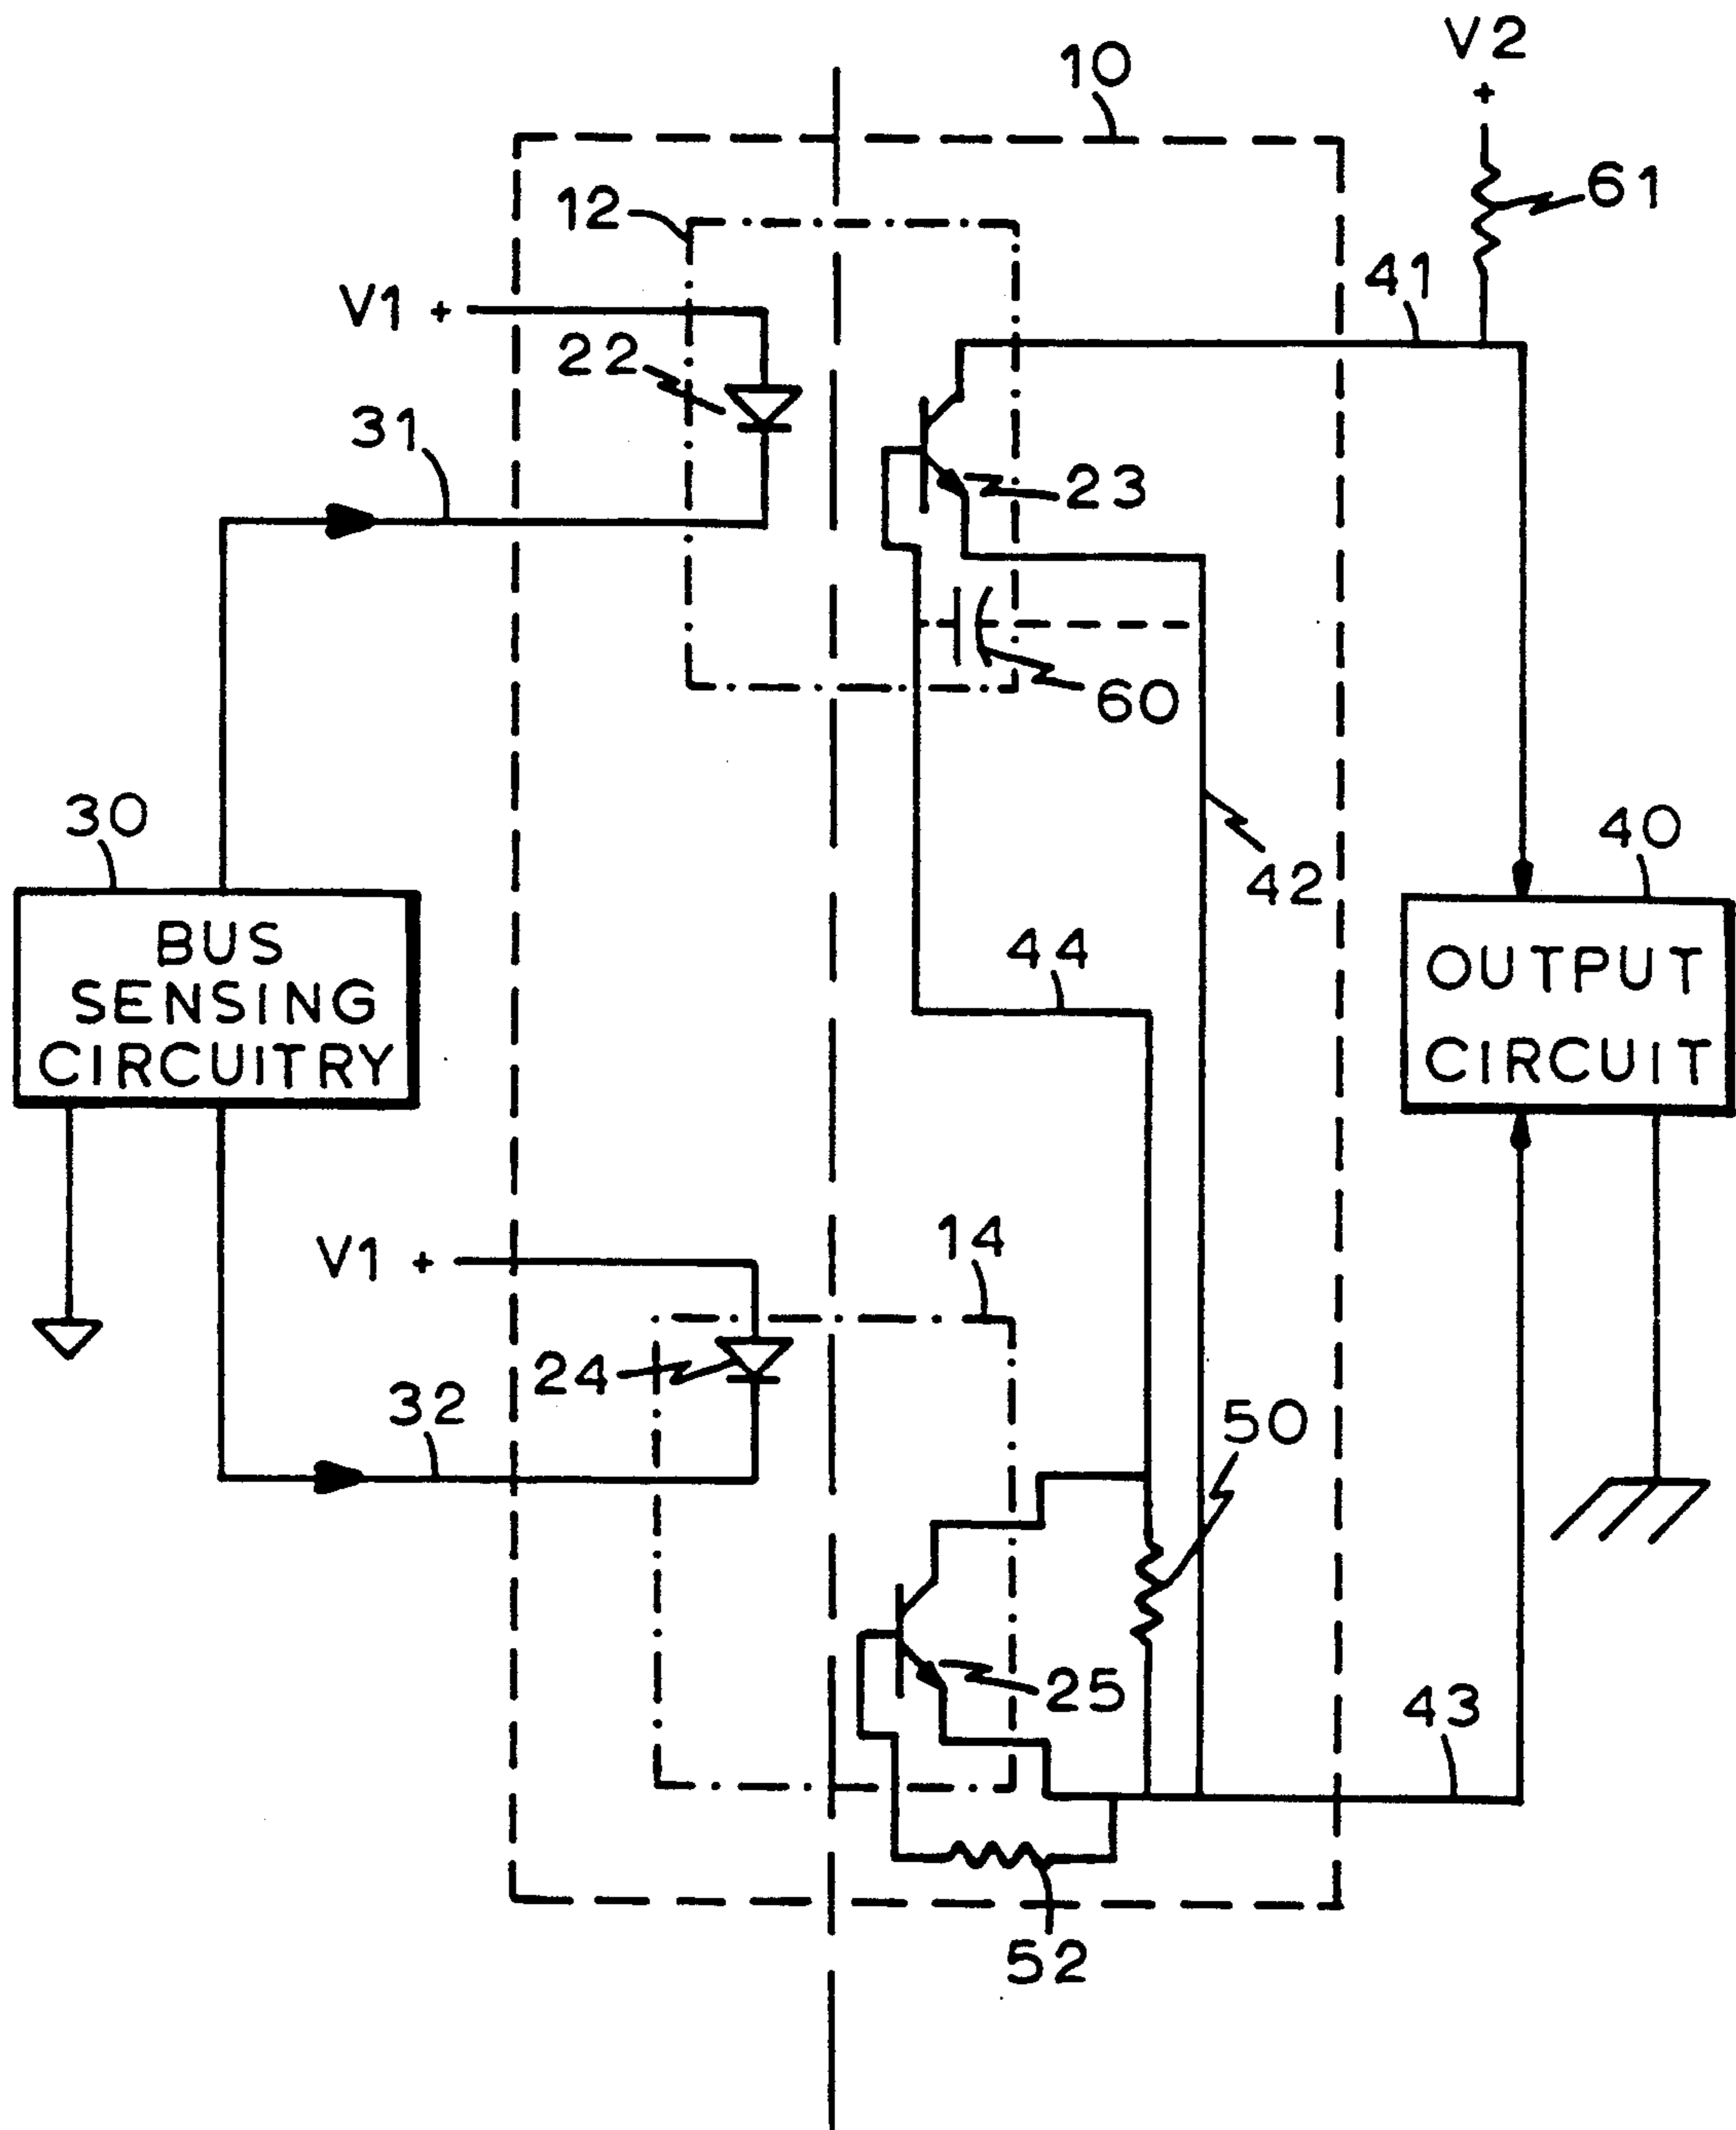 V2
+
10
61
12
41
V1 +
22
31
23
60
30
40
42
BUS
SENSING
CIRCUITRY
44
OUTPUT
CIRCUIT
14
V1 +
24
32
50
25
43
52